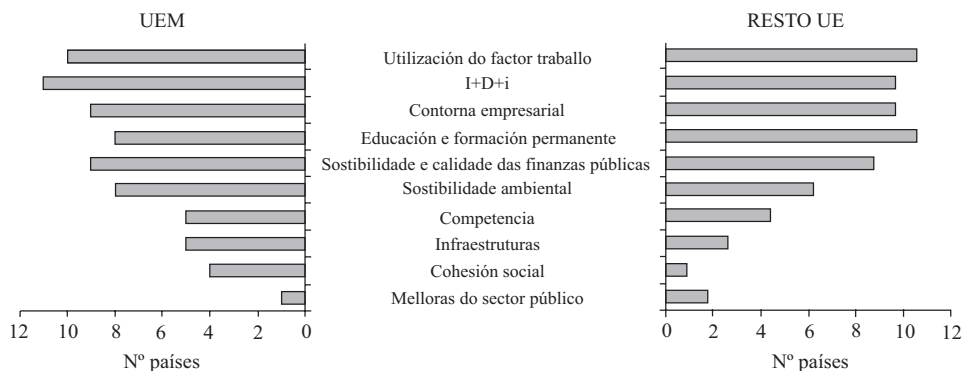 UEM
RESTO UE
Utilización do factor traballo
I+D+i
Contorna empresarial
Educación e formación permanente
Sostibilidade e calidade das finanzas públicas
Sostibilidade ambiental
Competencia
Infraestruturas
Cohesión social
Melloras do sector público
12 10 8 6 4 2 0
0 2 4 6 8 10 12
Nº países
Nº países